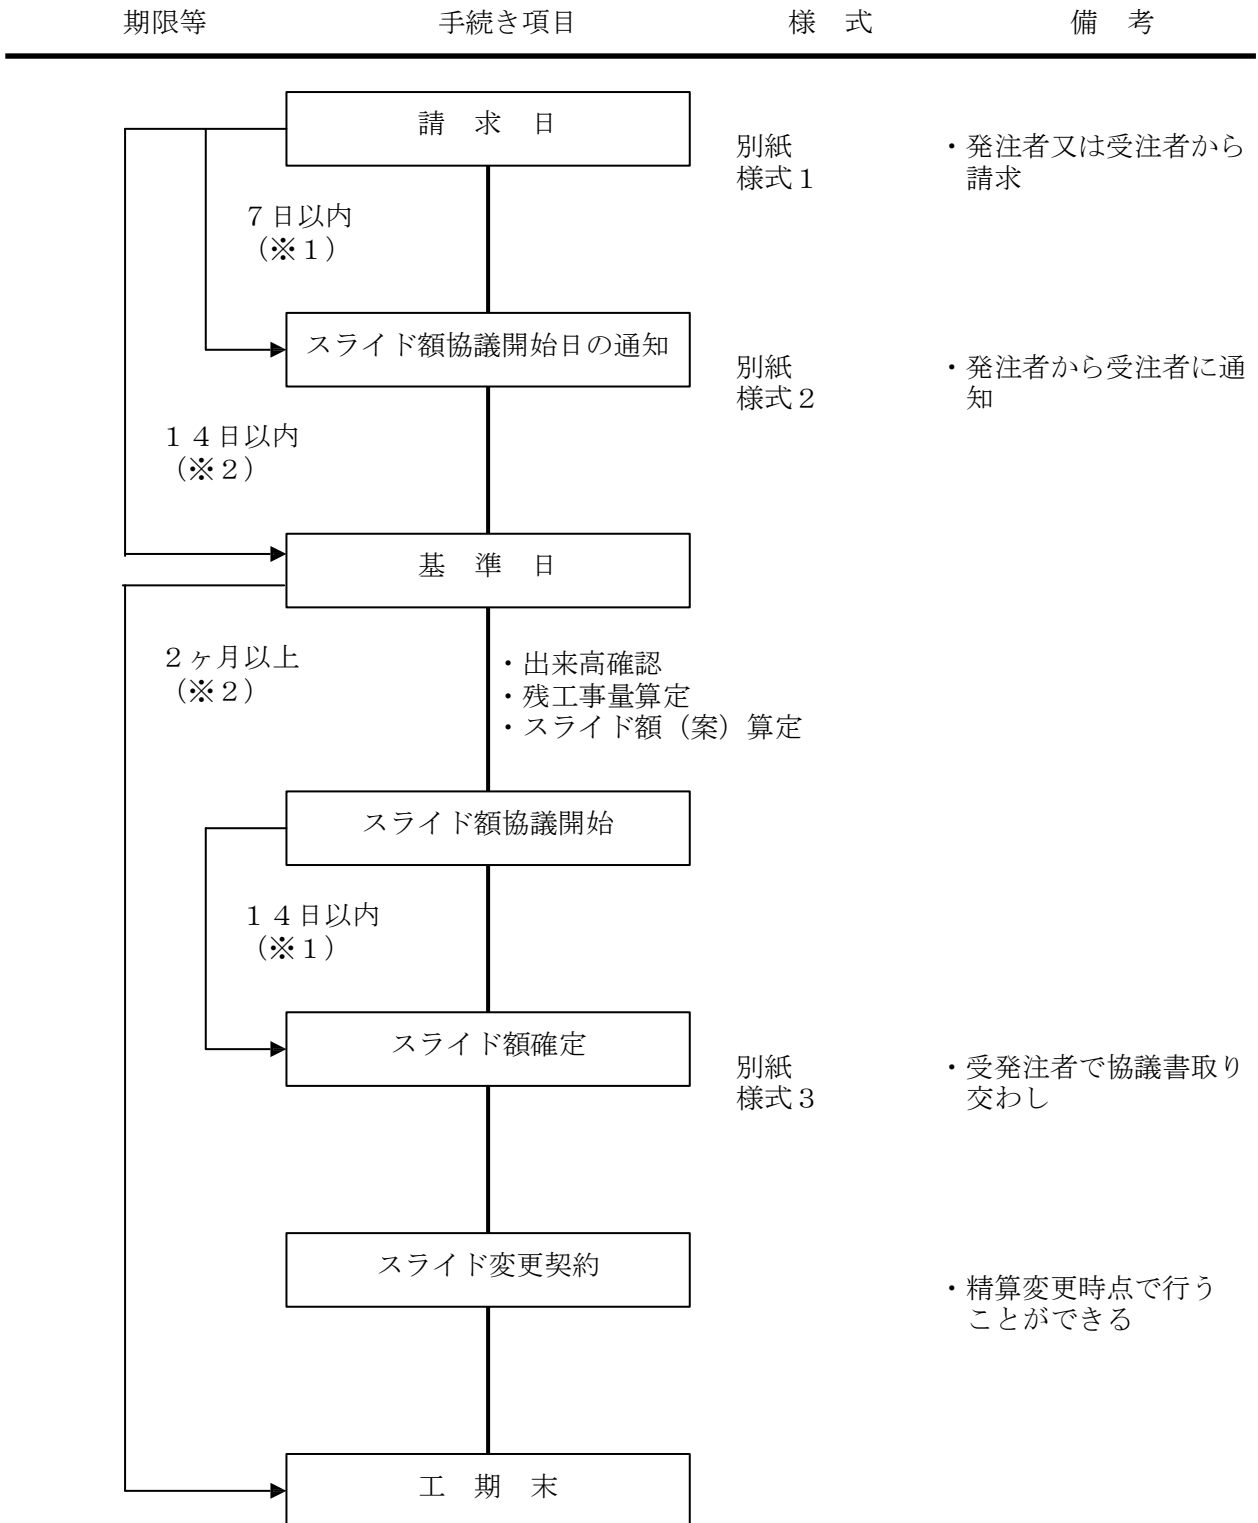 期限等　手続き項目　様　式　備　考
請　求　日
別紙
様式１
・発注者又は受注者から
請求
７日以内
（※１）
スライド額協議開始日の通知
別紙
様式２
・発注者から受注者に通
知
１４日以内
（※２）
基　準　日
２ヶ月以上
（※２）
・出来高確認
・残工事量算定
・スライド額（案）算定
スライド額協議開始
１４日以内
（※１）
スライド額確定
別紙
様式３
・受発注者で協議書取り
交わし
スライド変更契約
・精算変更時点で行う
ことができる
工　期　末